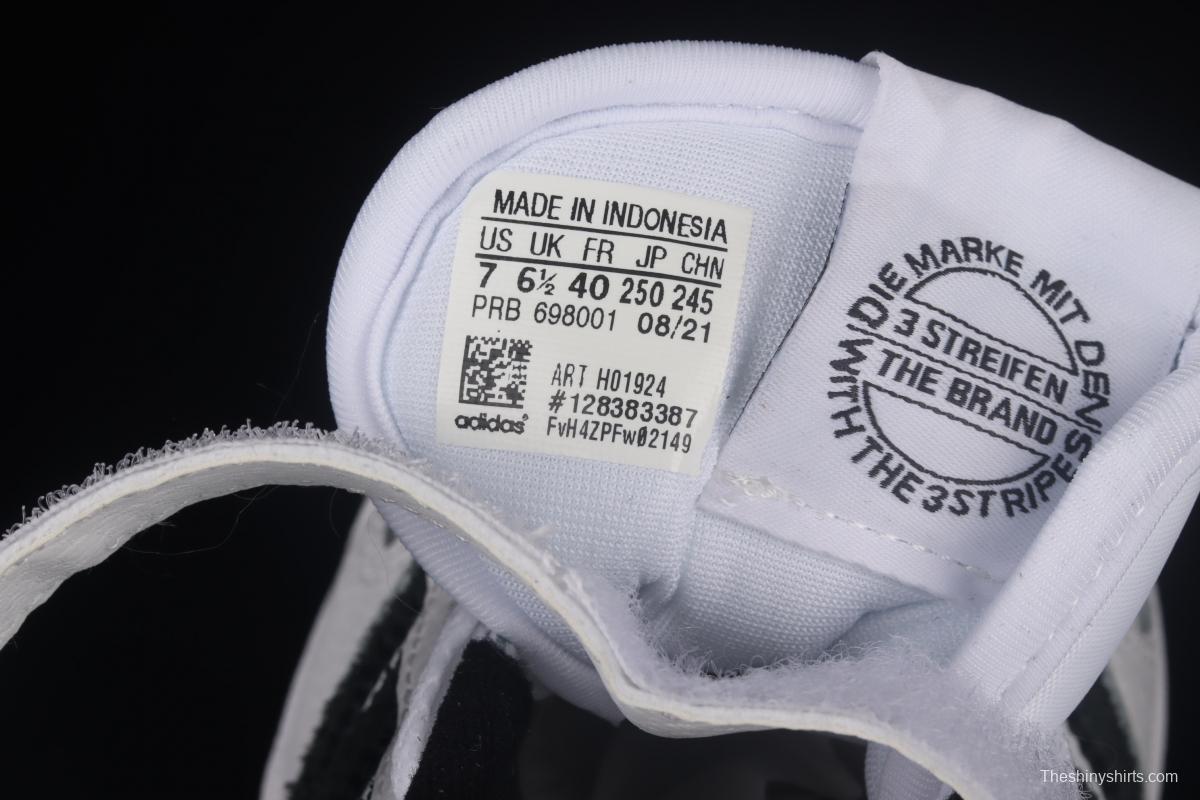 MADE IN INDONESIA
US UK FR JP CHN
7 6½ 40 250 245
PRB 698001 08/21
ART H01924
#128383387
FvH4ZPFw02149
adidas
DIE MARKE MIT DEN
3 STREIFEN
THE BRAND
WITH THE 3 STRIPES
Theshinyshirts.com